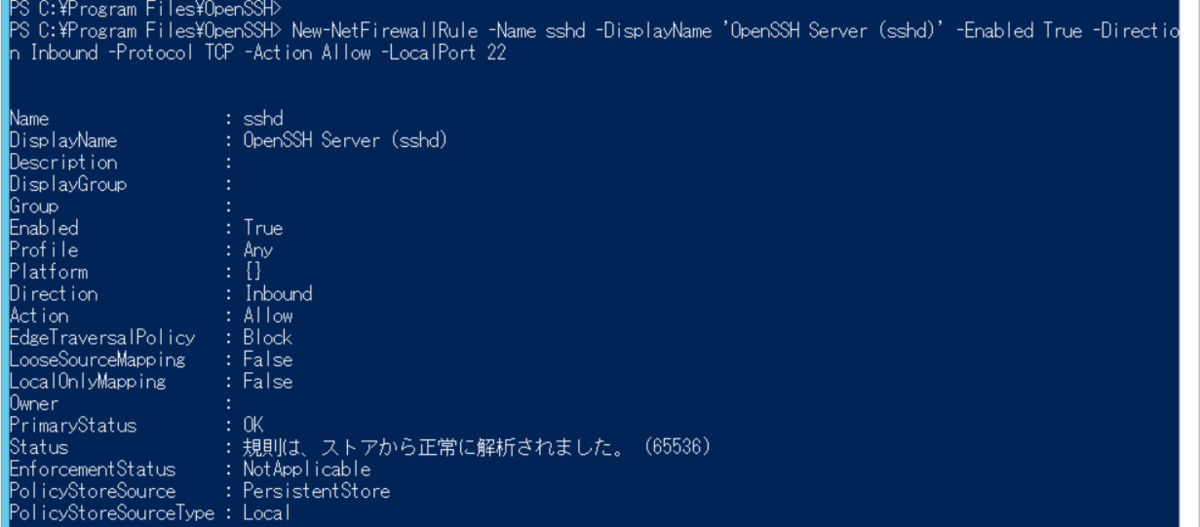 PS C:¥Program Files¥OpenSSH>
PS C:¥Program Files¥OpenSSH> New-NetFirewallRule -Name sshd -DisplayName 'OpenSSH Server (sshd)' -Enabled True -Directio
n Inbound -Protocol TCP -Action Allow -LocalPort 22
Name : sshd
DisplayName : OpenSSH Server (sshd)
Description :
DisplayGroup :
Group :
Enabled : True
Profile : Any
Platform : {}
Direction : Inbound
Action : Allow
EdgeTraversalPolicy : Block
LooseSourceMapping : False
LocalOnlyMapping : False
Owner :
PrimaryStatus : OK
Status : 規則は、ストアから正常に解析されました。 (65536)
EnforcementStatus : NotApplicable
PolicyStoreSource : PersistentStore
PolicyStoreSourceType : Local